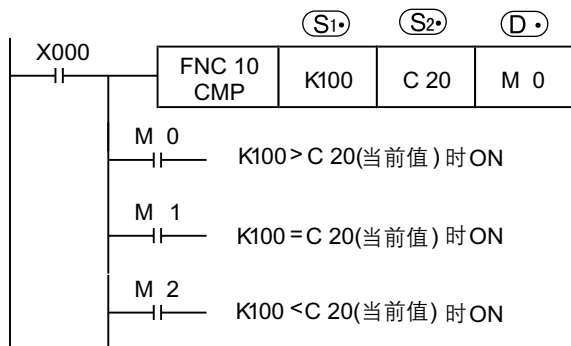 S1• S2• D•
X000
FNC 10 K100 C 20 M 0
CMP
M 0
K100 > C 20(当前值) 时ON
M 1
K100 = C 20(当前值) 时ON
M 2
K100 < C 20(当前值) 时ON